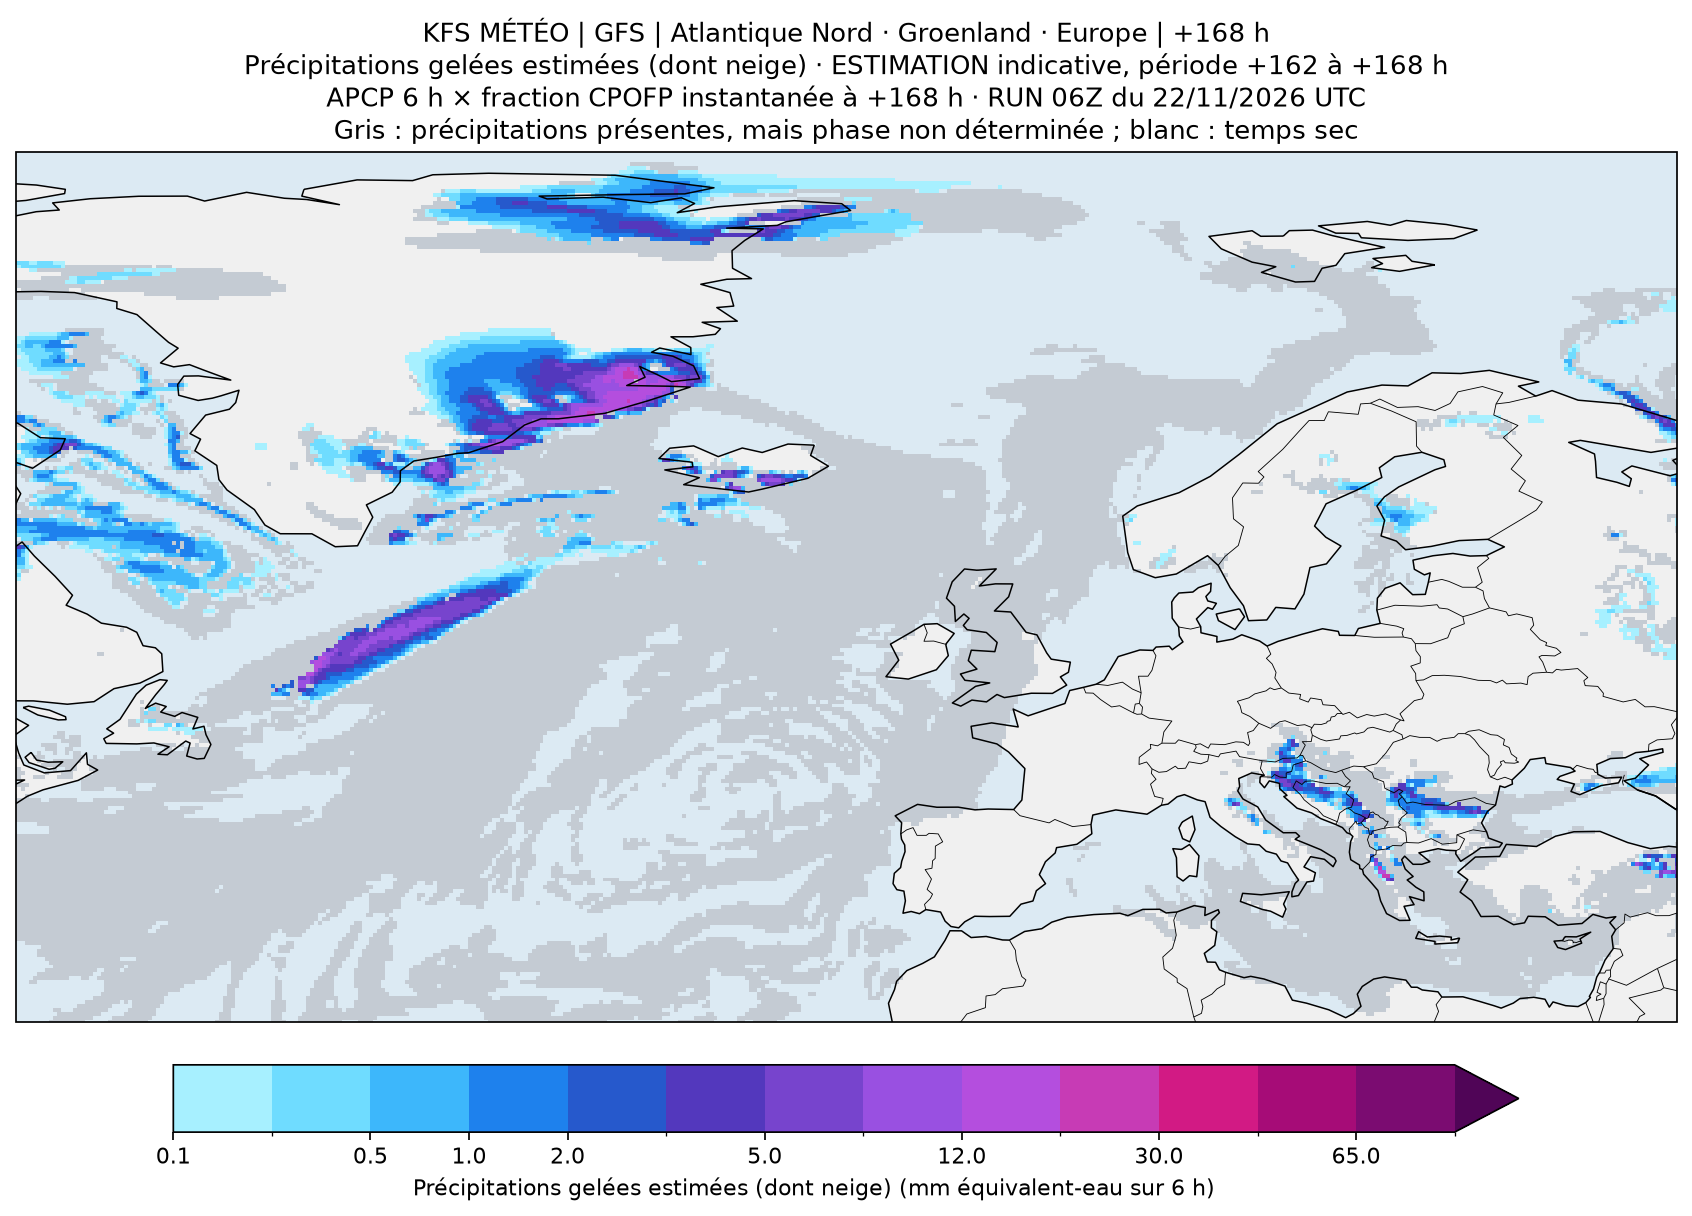 KFS MÉTÉO | GFS | Atlantique Nord · Groenland · Europe | +168 h
Précipitations gelées estimées (dont neige) · ESTIMATION indicative, période +162 à +168 h
APCP 6 h × fraction CPOFP instantanée à +168 h · RUN 06Z du 22/11/2026 UTC
Gris : précipitations présentes, mais phase non déterminée ; blanc : temps sec
0.1 0.5 1.0 2.0 5.0 12.0 30.0 65.0
Précipitations gelées estimées (dont neige) (mm équivalent-eau sur 6 h)